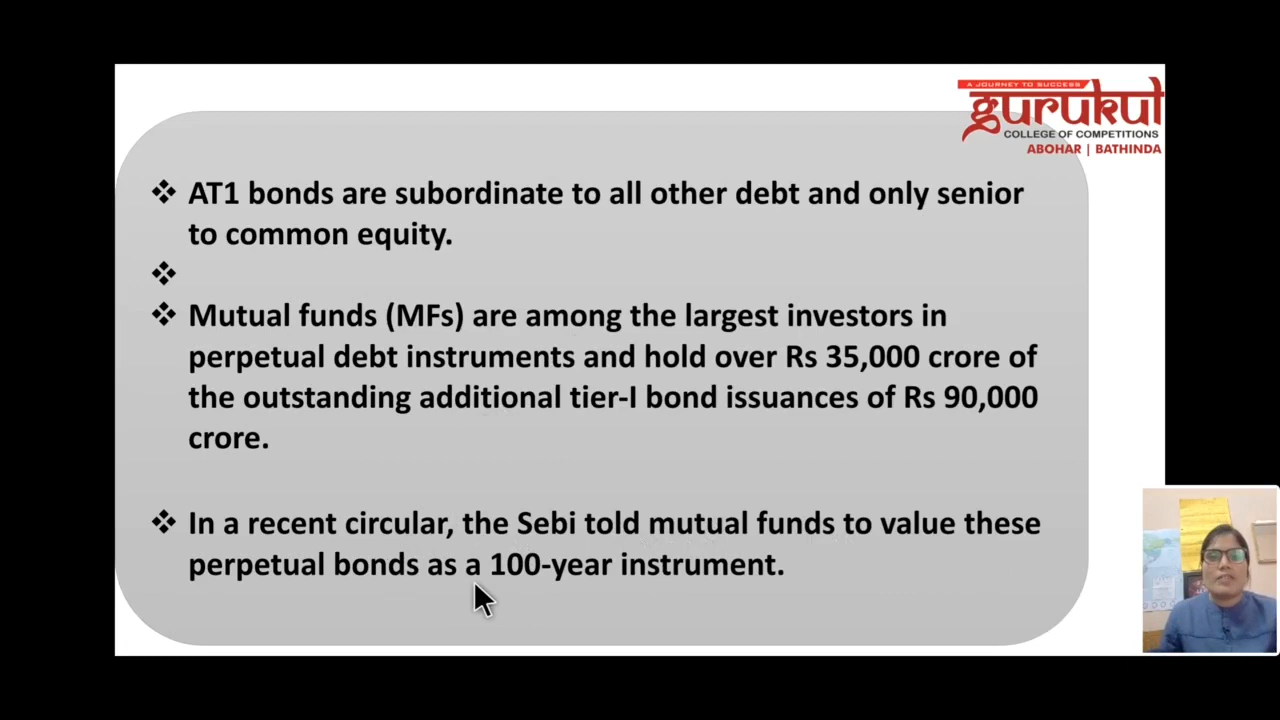 A JOURNEY TO SUCCESS
gurukul
COLLEGE OF COMPETITIONS
ABOHAR | BATHINDA
❖ AT1 bonds are subordinate to all other debt and only senior
to common equity.
❖
❖ Mutual funds (MFs) are among the largest investors in
perpetual debt instruments and hold over Rs 35,000 crore of
the outstanding additional tier-I bond issuances of Rs 90,000
crore.
❖ In a recent circular, the Sebi told mutual funds to value these
perpetual bonds as a 100-year instrument.